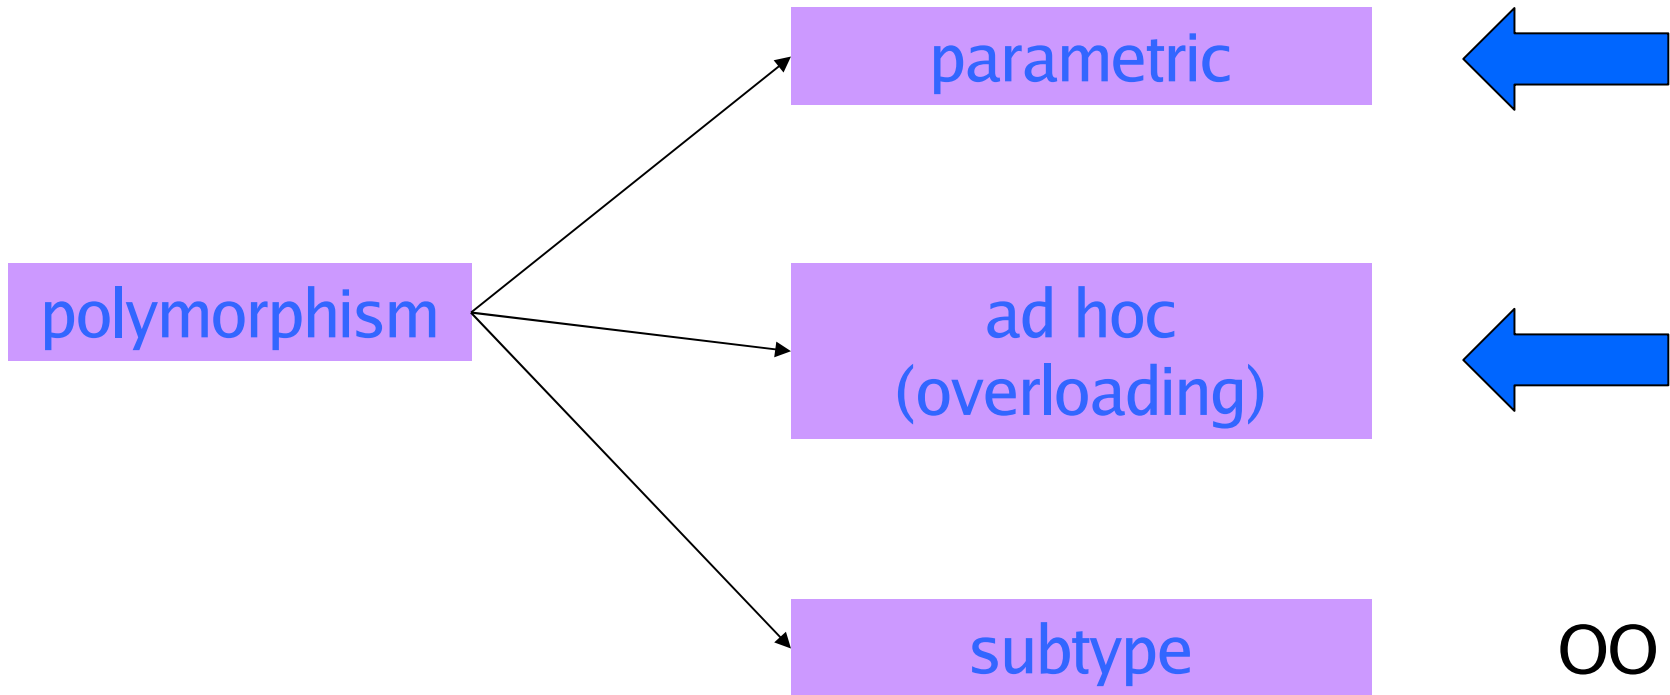 parametric
polymorphism
ad hoc
(overloading)
subtype
OO